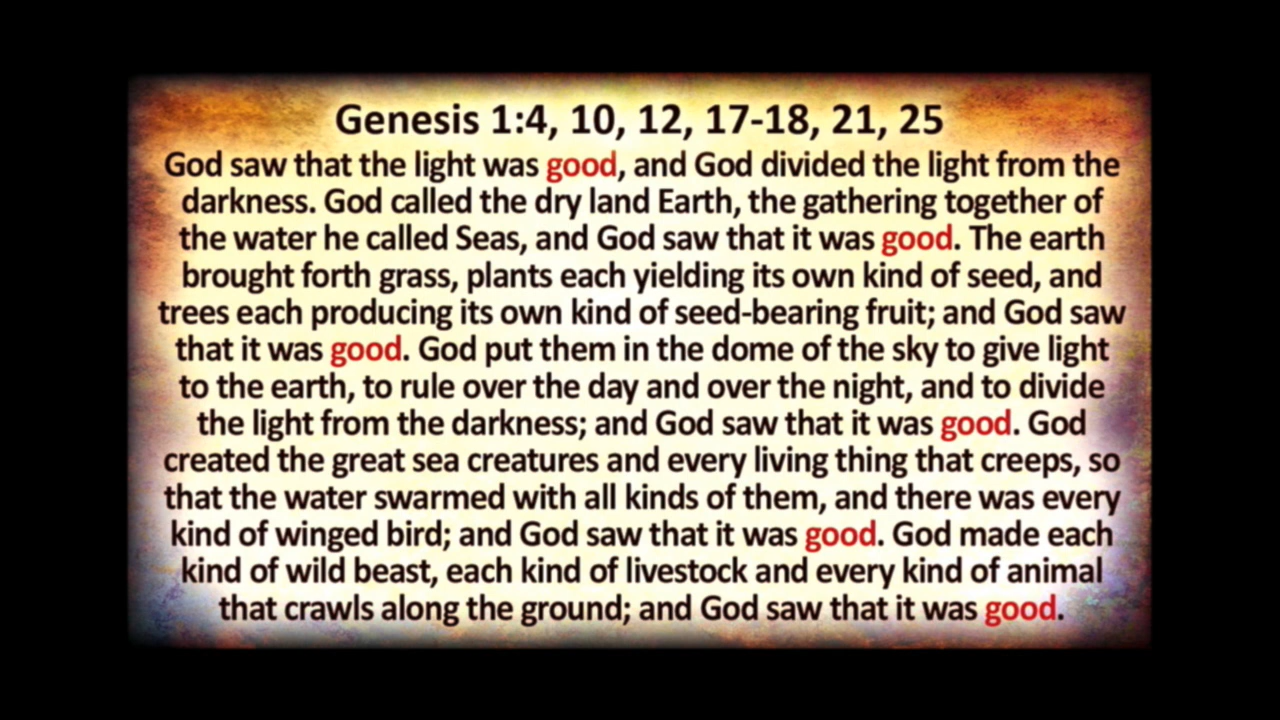 Genesis 1:4, 10, 12, 17-18, 21, 25
God saw that the light was good, and God divided the light from the
darkness. God called the dry land Earth, the gathering together of
the water he called Seas, and God saw that it was good. The earth
brought forth grass, plants each yielding its own kind of seed, and
trees each producing its own kind of seed-bearing fruit; and God saw
that it was good. God put them in the dome of the sky to give light
to the earth, to rule over the day and over the night, and to divide
the light from the darkness; and God saw that it was good. God
created the great sea creatures and every living thing that creeps, so
that the water swarmed with all kinds of them, and there was every
kind of winged bird; and God saw that it was good. God made each
kind of wild beast, each kind of livestock and every kind of animal
that crawls along the ground; and God saw that it was good.